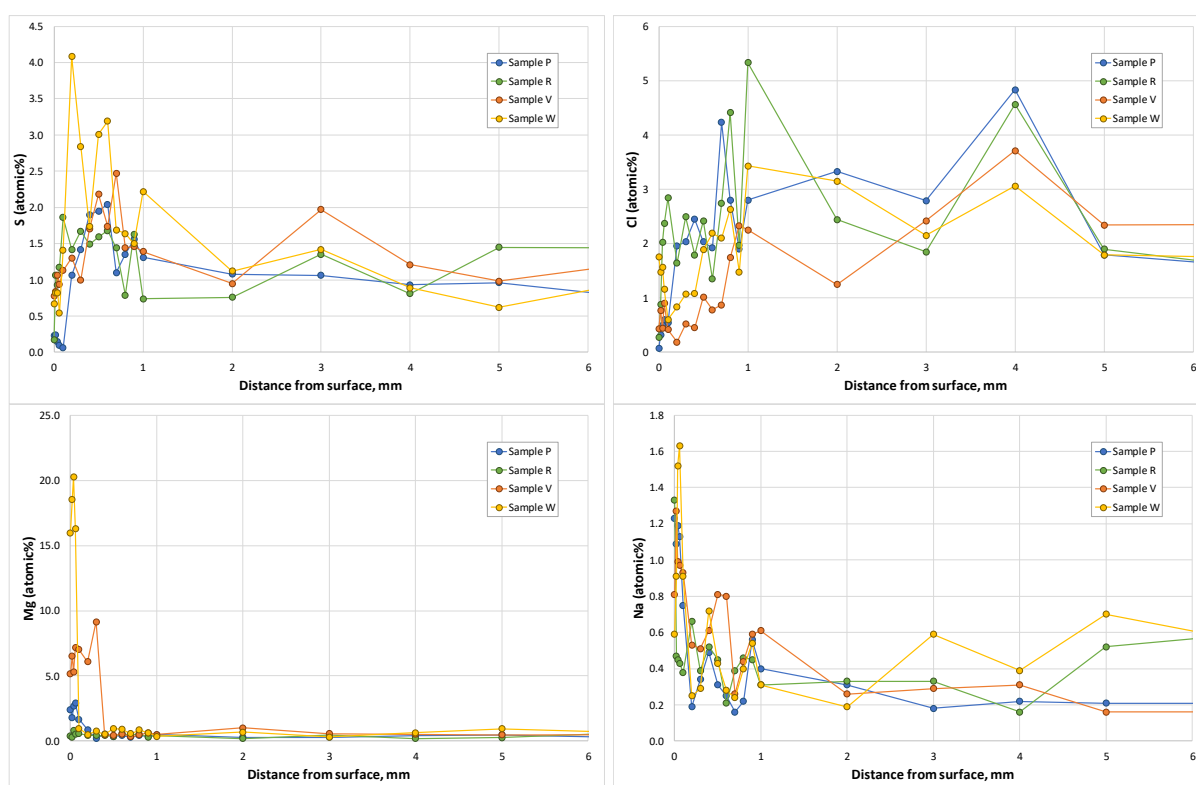 4.5
4.0
3.5
3.0
2.5
2.0
1.5
1.0
0.5
0.0
S (atomic%)
0 1 2 3 4 5 6
Distance from surface, mm
Sample P
Sample R
Sample V
Sample W
6
5
4
3
2
1
0
Cl (atomic%)
0 1 2 3 4 5 6
Distance from surface, mm
Sample P
Sample R
Sample V
Sample W
25.0
20.0
15.0
10.0
5.0
0.0
Mg (atomic%)
0 1 2 3 4 5 6
Distance from surface, mm
Sample P
Sample R
Sample V
Sample W
1.8
1.6
1.4
1.2
1.0
0.8
0.6
0.4
0.2
0.0
Na (atomic%)
0 1 2 3 4 5 6
Distance from surface, mm
Sample P
Sample R
Sample V
Sample W